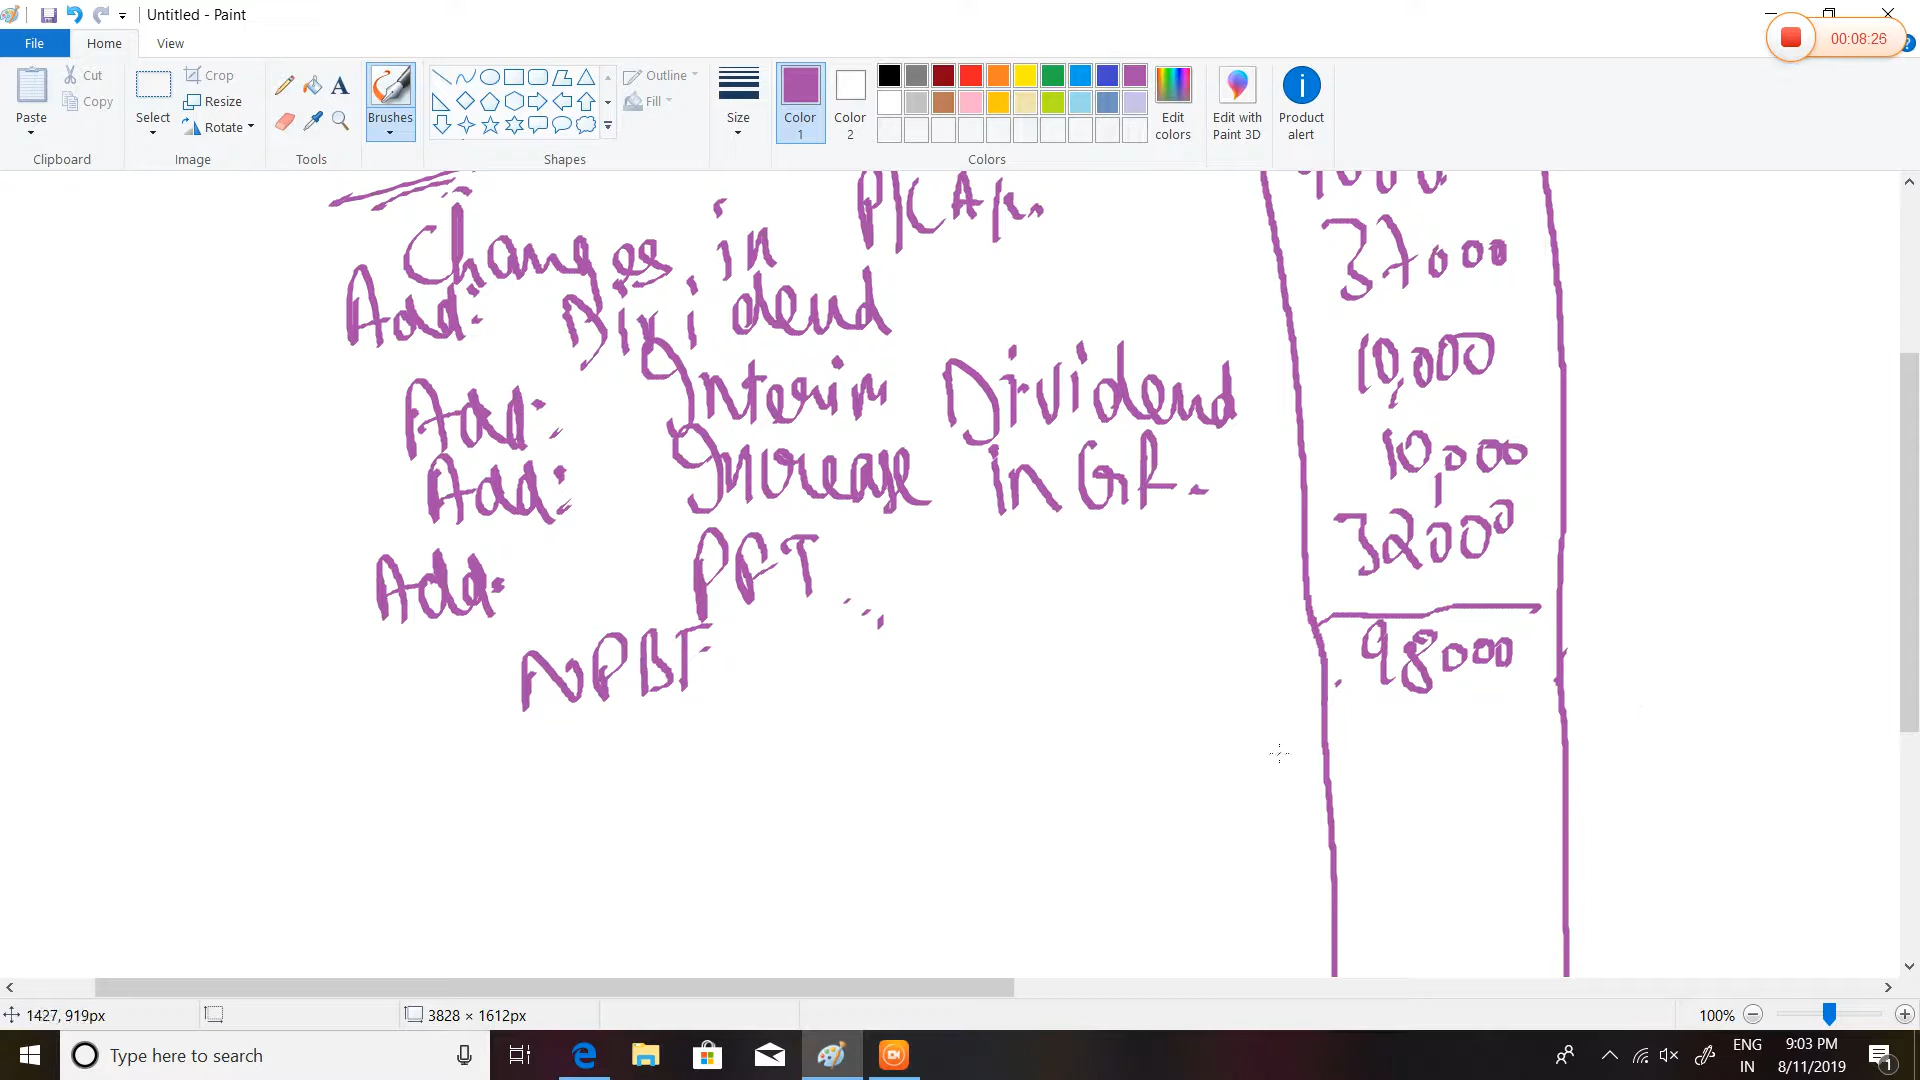 Untitled - Paint
00:08:26
File Home View
Paste Cut Copy Clipboard
Select Crop Resize Rotate Image
Tools
Brushes
Outline Fill Shapes
Size
Color 1 Color 2 Edit colors Colors
Edit with Paint 3D
Product alert
Changes in P/L A/c.
Add: Dividend 37000
Add: Interim Dividend 10,000
Add: Increase in GR. 10,000
Add: PFT 32000
NPBT 98000
1427, 919px
3828 × 1612px
100%
Type here to search
ENG IN
9:03 PM
8/11/2019
1